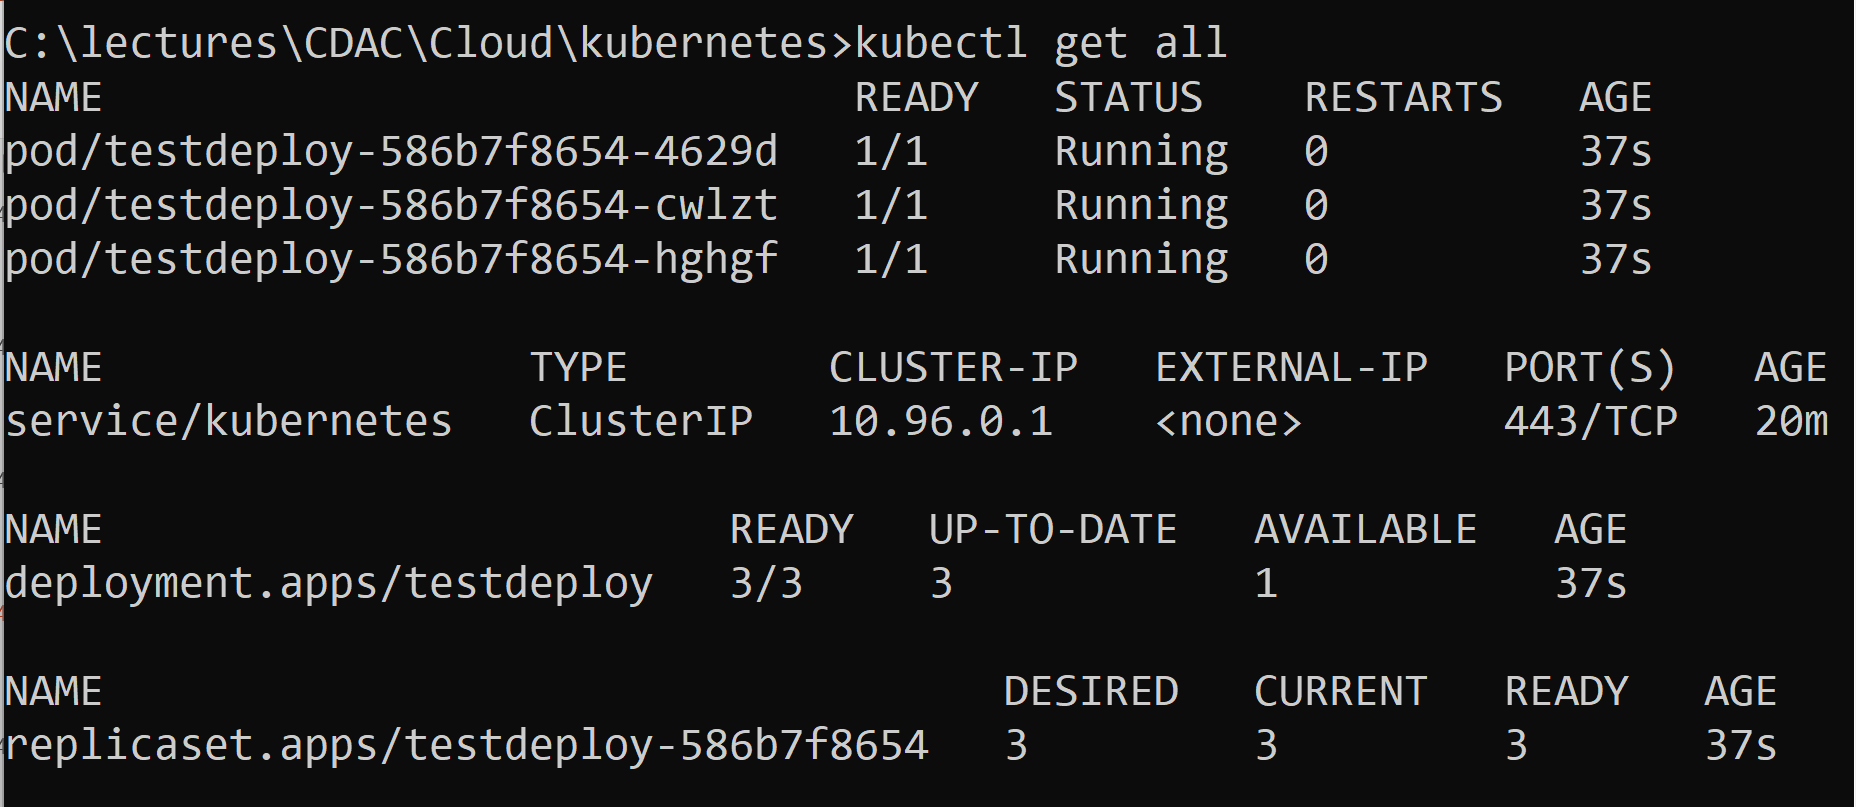 C:\lectures\CDAC\Cloud\kubernetes>kubectl get all
NAME READY STATUS RESTARTS AGE
pod/testdeploy-586b7f8654-4629d 1/1 Running 0 37s
pod/testdeploy-586b7f8654-cwlzt 1/1 Running 0 37s
pod/testdeploy-586b7f8654-hghgf 1/1 Running 0 37s
NAME TYPE CLUSTER-IP EXTERNAL-IP PORT(S) AGE
service/kubernetes ClusterIP 10.96.0.1 <none> 443/TCP 20m
NAME READY UP-TO-DATE AVAILABLE AGE
deployment.apps/testdeploy 3/3 3 1 37s
NAME DESIRED CURRENT READY AGE
replicaset.apps/testdeploy-586b7f8654 3 3 3 37s